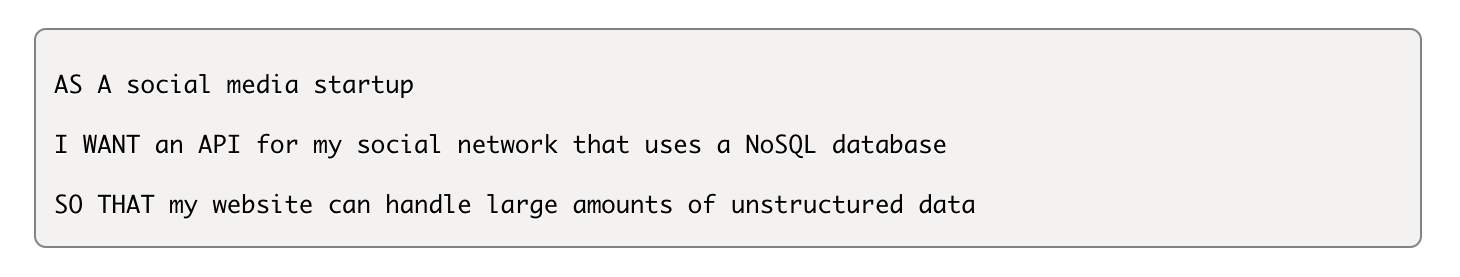 AS A social media startup
I WANT an API for my social network that uses a NoSQL database
SO THAT my website can handle large amounts of unstructured data